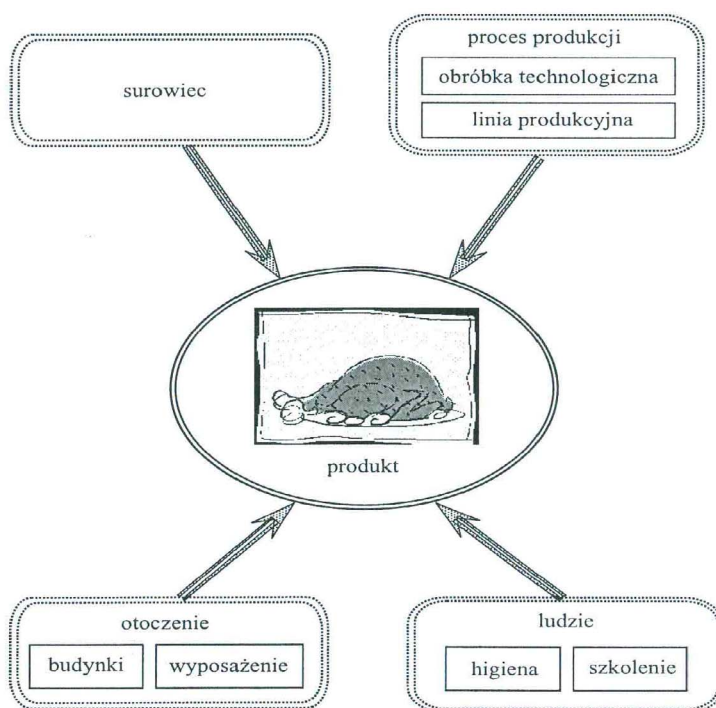 surowiec
proces produkcji
obróbka technologiczna
linia produkcyjna
produkt
otoczenie
budynki
wyposażenie
ludzie
higiena
szkolenie